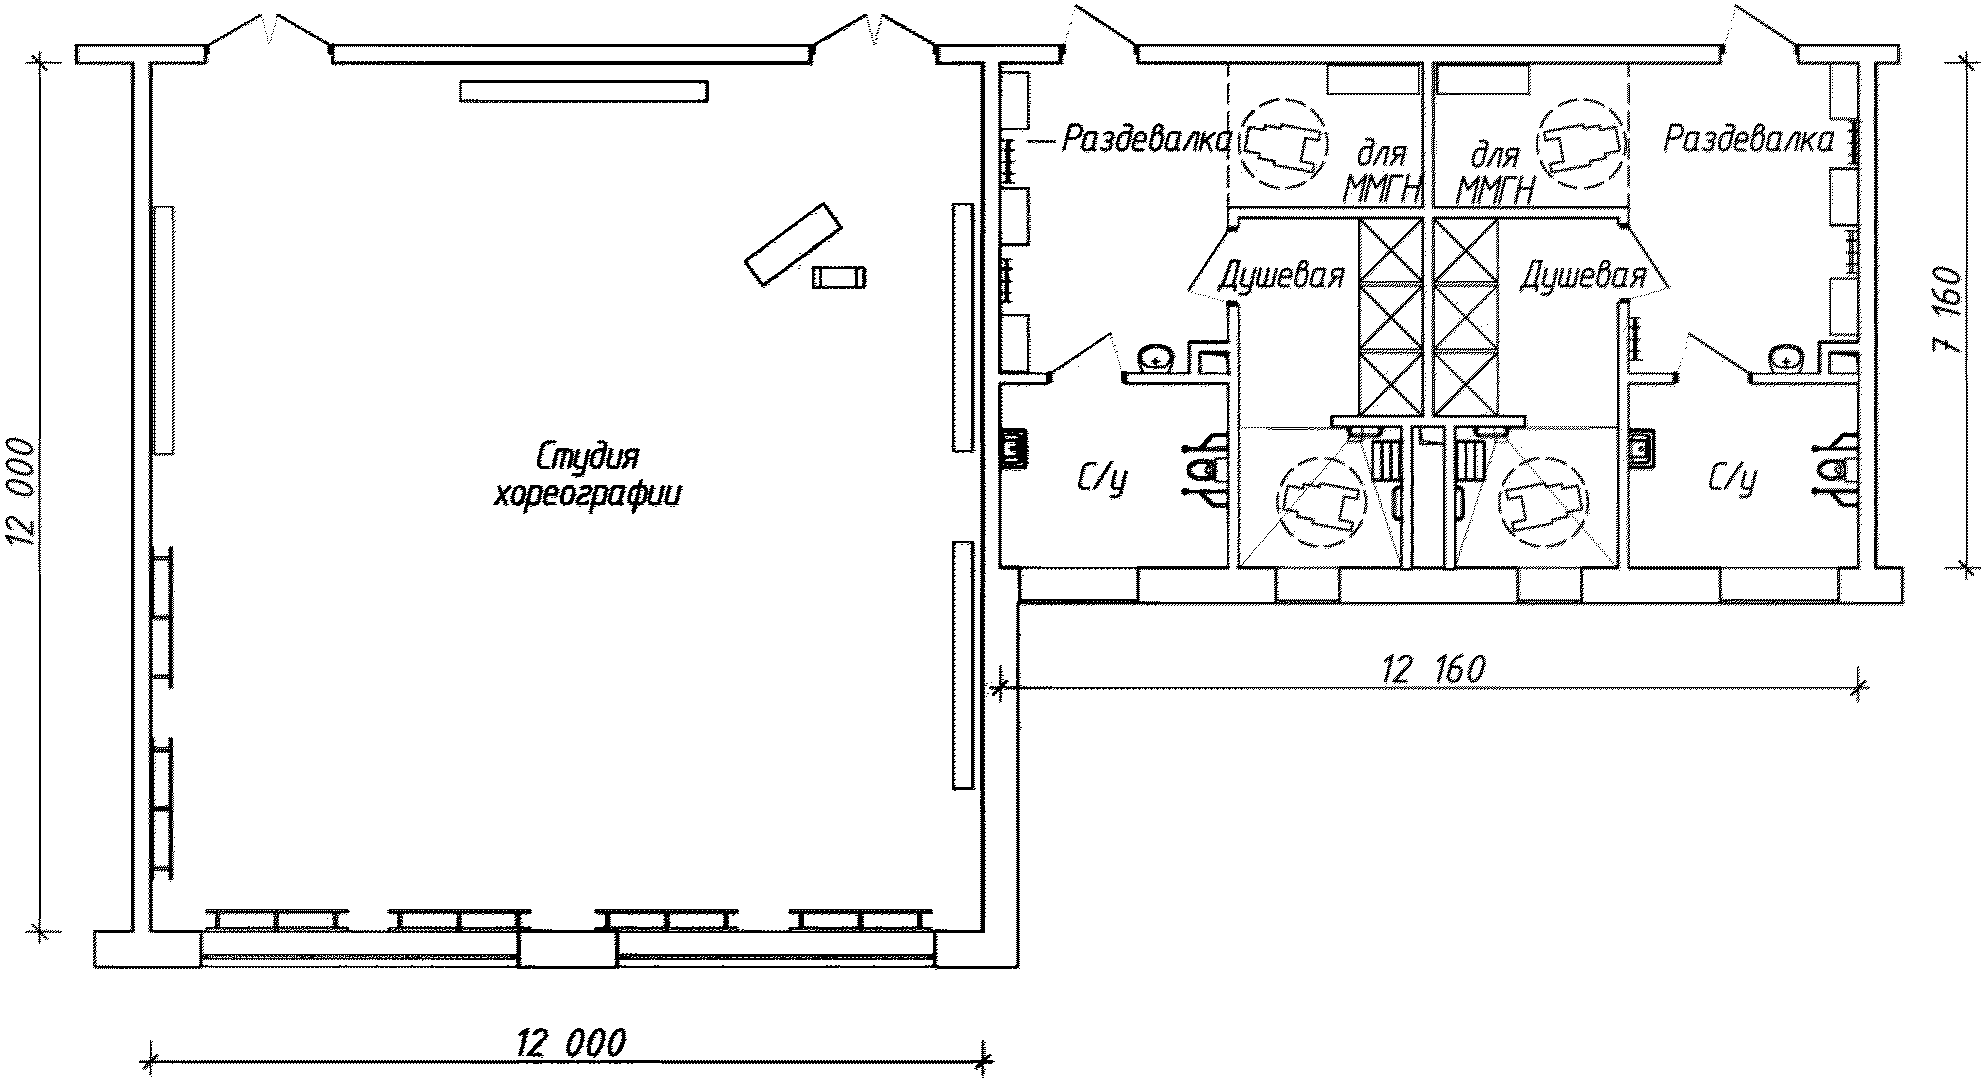 Раздевалка
для
ММГН
для
ММГН
Раздевалка
Душевая
Душевая
7 160
12 000
Студия
хореографии
С/у
С/у
12 160
12 000